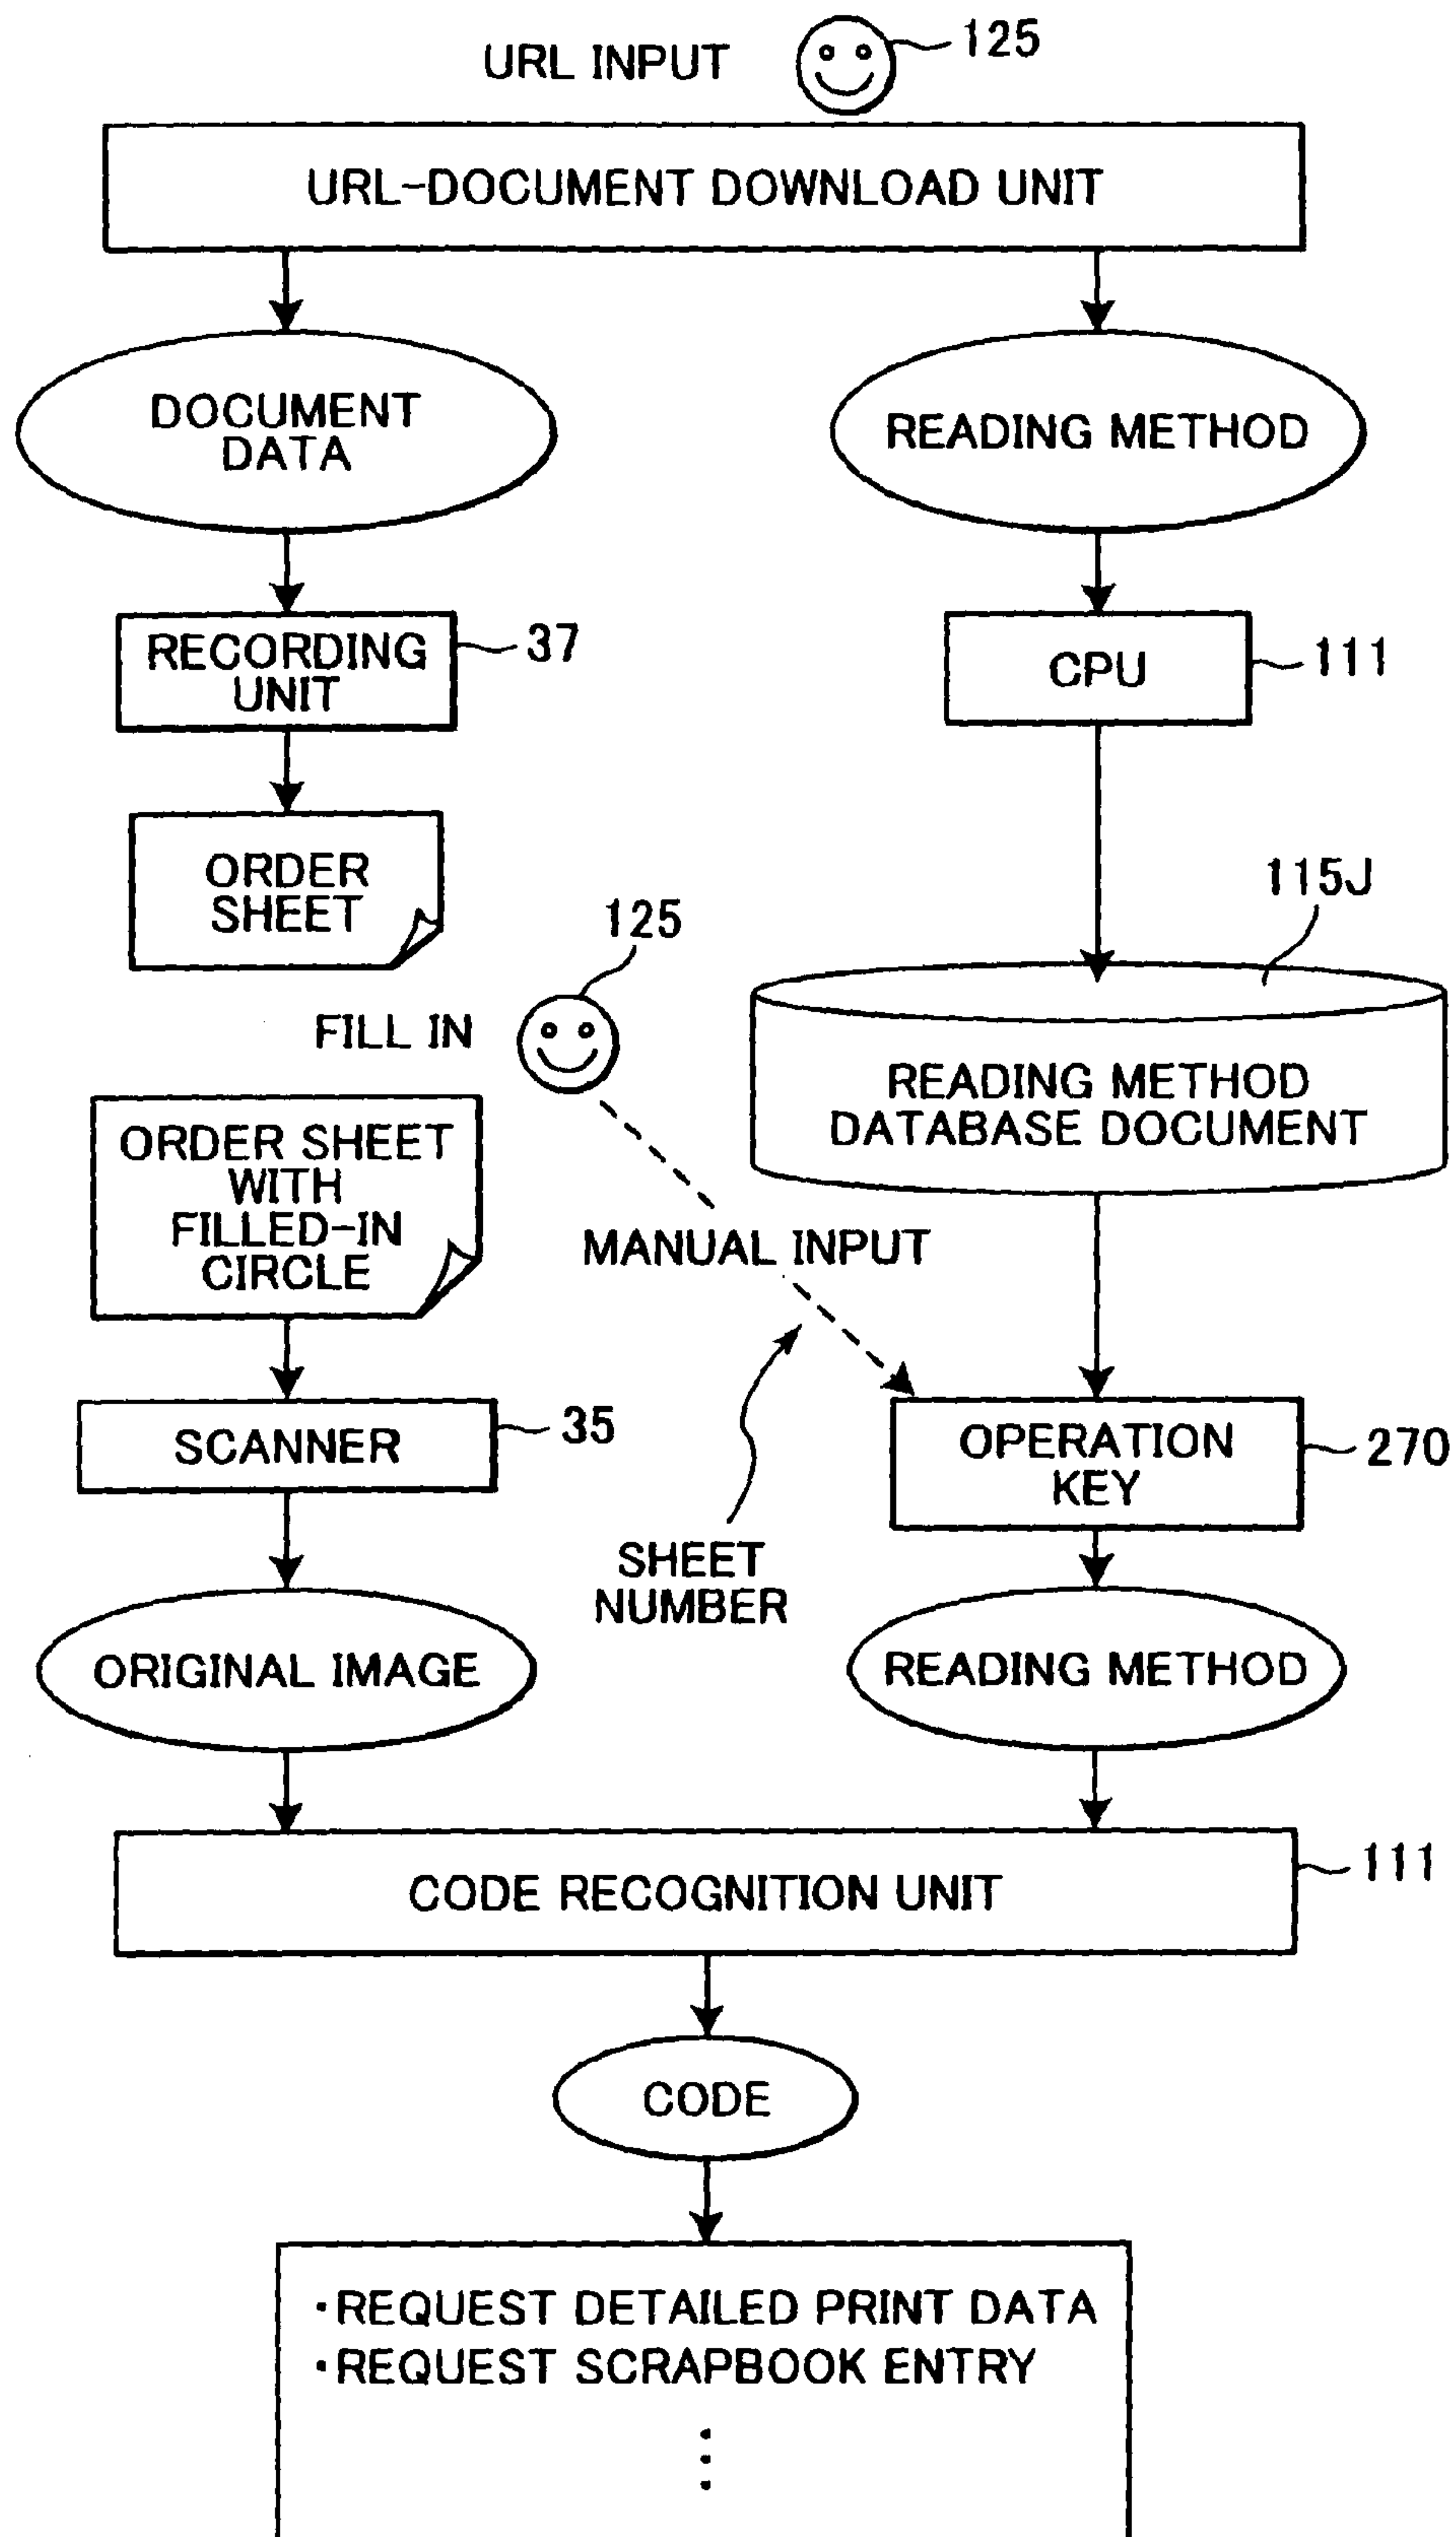 URL INPUT
125
URL-DOCUMENT DOWNLOAD UNIT
DOCUMENT
DATA
READING METHOD
RECORDING
UNIT
37
CPU
111
ORDER
SHEET
115J
125
FILL IN
READING METHOD
DATABASE DOCUMENT
ORDER SHEET
WITH
FILLED-IN
CIRCLE
MANUAL INPUT
SCANNER
35
OPERATION
KEY
270
SHEET
NUMBER
ORIGINAL IMAGE
READING METHOD
CODE RECOGNITION UNIT
111
CODE
・REQUEST DETAILED PRINT DATA
・REQUEST SCRAPBOOK ENTRY
⋮